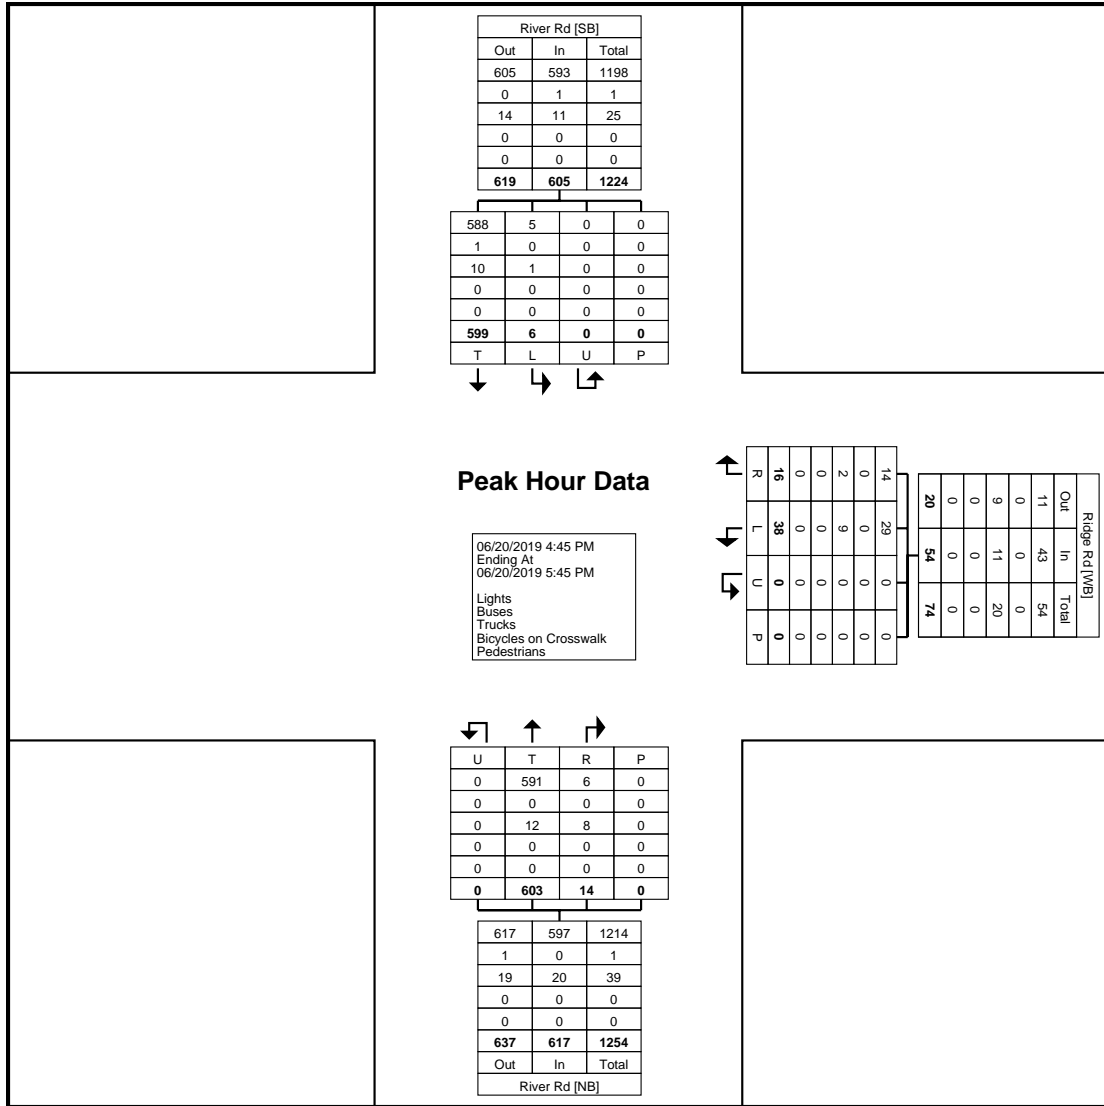 River Rd [SB]
Out In Total
605 593 1198
0 1 1
14 11 25
0 0 0
0 0 0
619 605 1224
588 5 0 0
1 0 0 0
10 1 0 0
0 0 0 0
0 0 0 0
599 6 0 0
T L U P
Peak Hour Data
06/20/2019 4:45 PM
Ending At
06/20/2019 5:45 PM
Lights
Buses
Trucks
Bicycles on Crosswalk
Pedestrians
Ridge Rd [WB]
Out In Total
11 43 54
0 0 0
9 11 20
0 0 0
0 0 0
20 54 74
14 29 0 0
0 0 0 0
2 9 0 0
0 0 0 0
0 0 0 0
16 38 0 0
R L U P
U T R P
0 591 6 0
0 0 0 0
0 12 8 0
0 0 0 0
0 0 0 0
0 603 14 0
617 597 1214
1 0 1
19 20 39
0 0 0
0 0 0
637 617 1254
Out In Total
River Rd [NB]